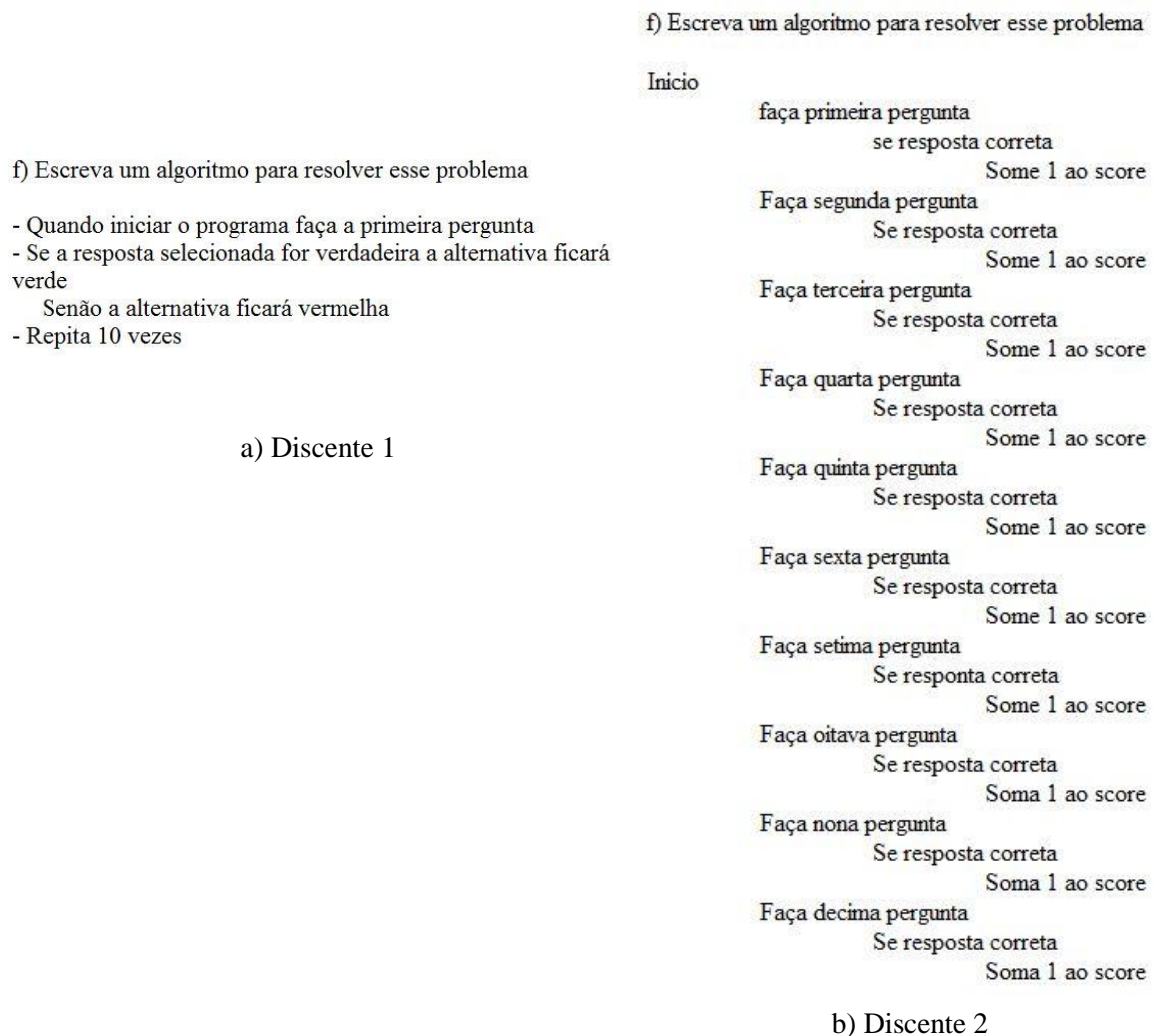 f) Escreva um algoritmo para resolver esse problema
- Quando iniciar o programa faça a primeira pergunta
- Se a resposta selecionada for verdadeira a alternativa ficará
verde
Senão a alternativa ficará vermelha
- Repita 10 vezes
a) Discente 1
f) Escreva um algoritmo para resolver esse problema
Inicio
faça primeira pergunta
se resposta correta
Some 1 ao score
Faça segunda pergunta
Se resposta correta
Some 1 ao score
Faça terceira pergunta
Se resposta correta
Some 1 ao score
Faça quarta pergunta
Se resposta correta
Some 1 ao score
Faça quinta pergunta
Se resposta correta
Some 1 ao score
Faça sexta pergunta
Se resposta correta
Some 1 ao score
Faça setima pergunta
Se responta correta
Some 1 ao score
Faça oitava pergunta
Se resposta correta
Soma 1 ao score
Faça nona pergunta
Se resposta correta
Soma 1 ao score
Faça decima pergunta
Se resposta correta
Soma 1 ao score
b) Discente 2